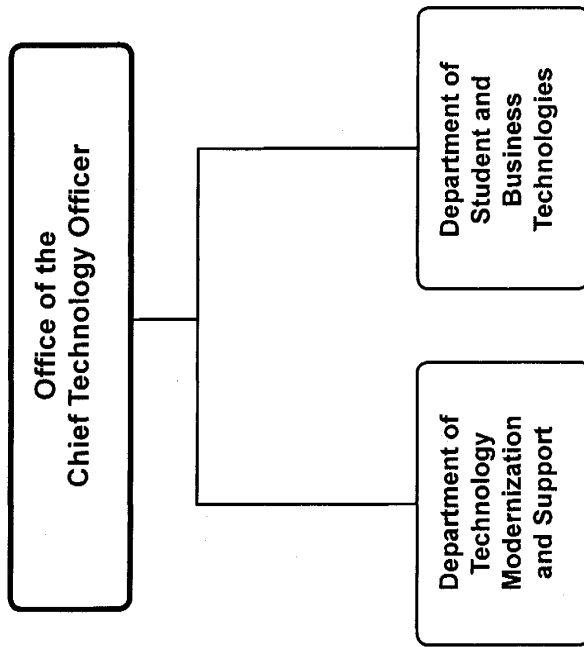 Office of the
Chief Technology Officer
Department of
Technology
Modernization
and Support
Department of
Student and
Business
Technologies